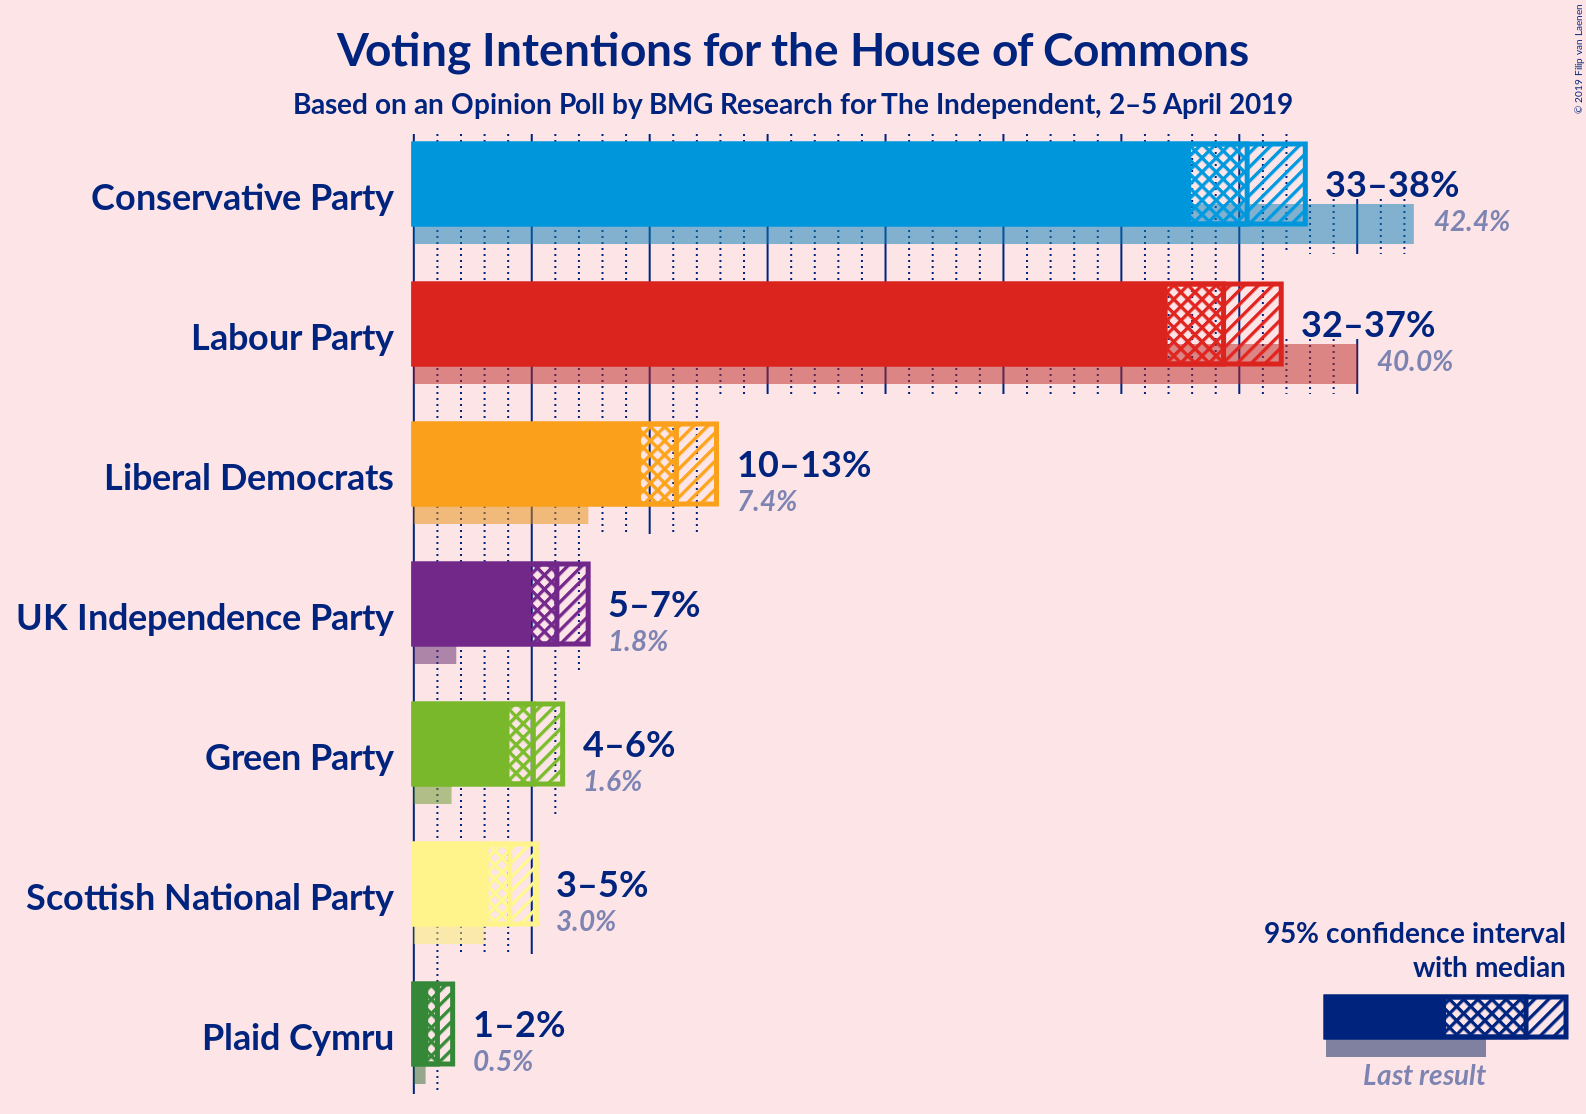 Voting Intentions for the House of Commons
Based on an Opinion Poll by BMG Research for The Independent, 2–5 April 2019
© 2019 Filip van Laenen
Conservative Party
33–38%
42.4%
Labour Party
32–37%
40.0%
Liberal Democrats
10–13%
7.4%
UK Independence Party
5–7%
1.8%
Green Party
4–6%
1.6%
Scottish National Party
3–5%
3.0%
Plaid Cymru
1–2%
0.5%
95% confidence interval
with median
Last result